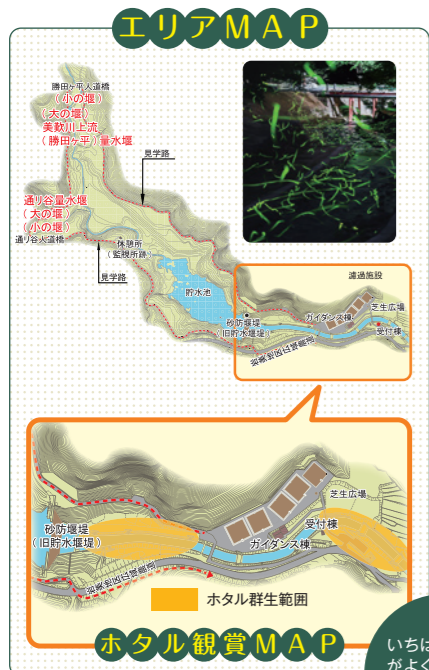 エリアMAP
勝田ヶ平人道橋
(小の堰)
(大の堰)
美歎川上流
(勝田ヶ平)量水堰
見学路
通り谷量水堰
(大の堰)
(小の堰)
通り谷人道橋
休憩所
(監視所跡)
見学路
貯水池
濾過施設
芝生広場
ガイダンス棟
受付棟
砂防堰堤
(旧貯水堰堤)
芝生広場
砂防堰堤
(旧貯水堰堤)
受付棟
ガイダンス棟
ホタル群生範囲
ホタル観賞MAP
いちは
がよく